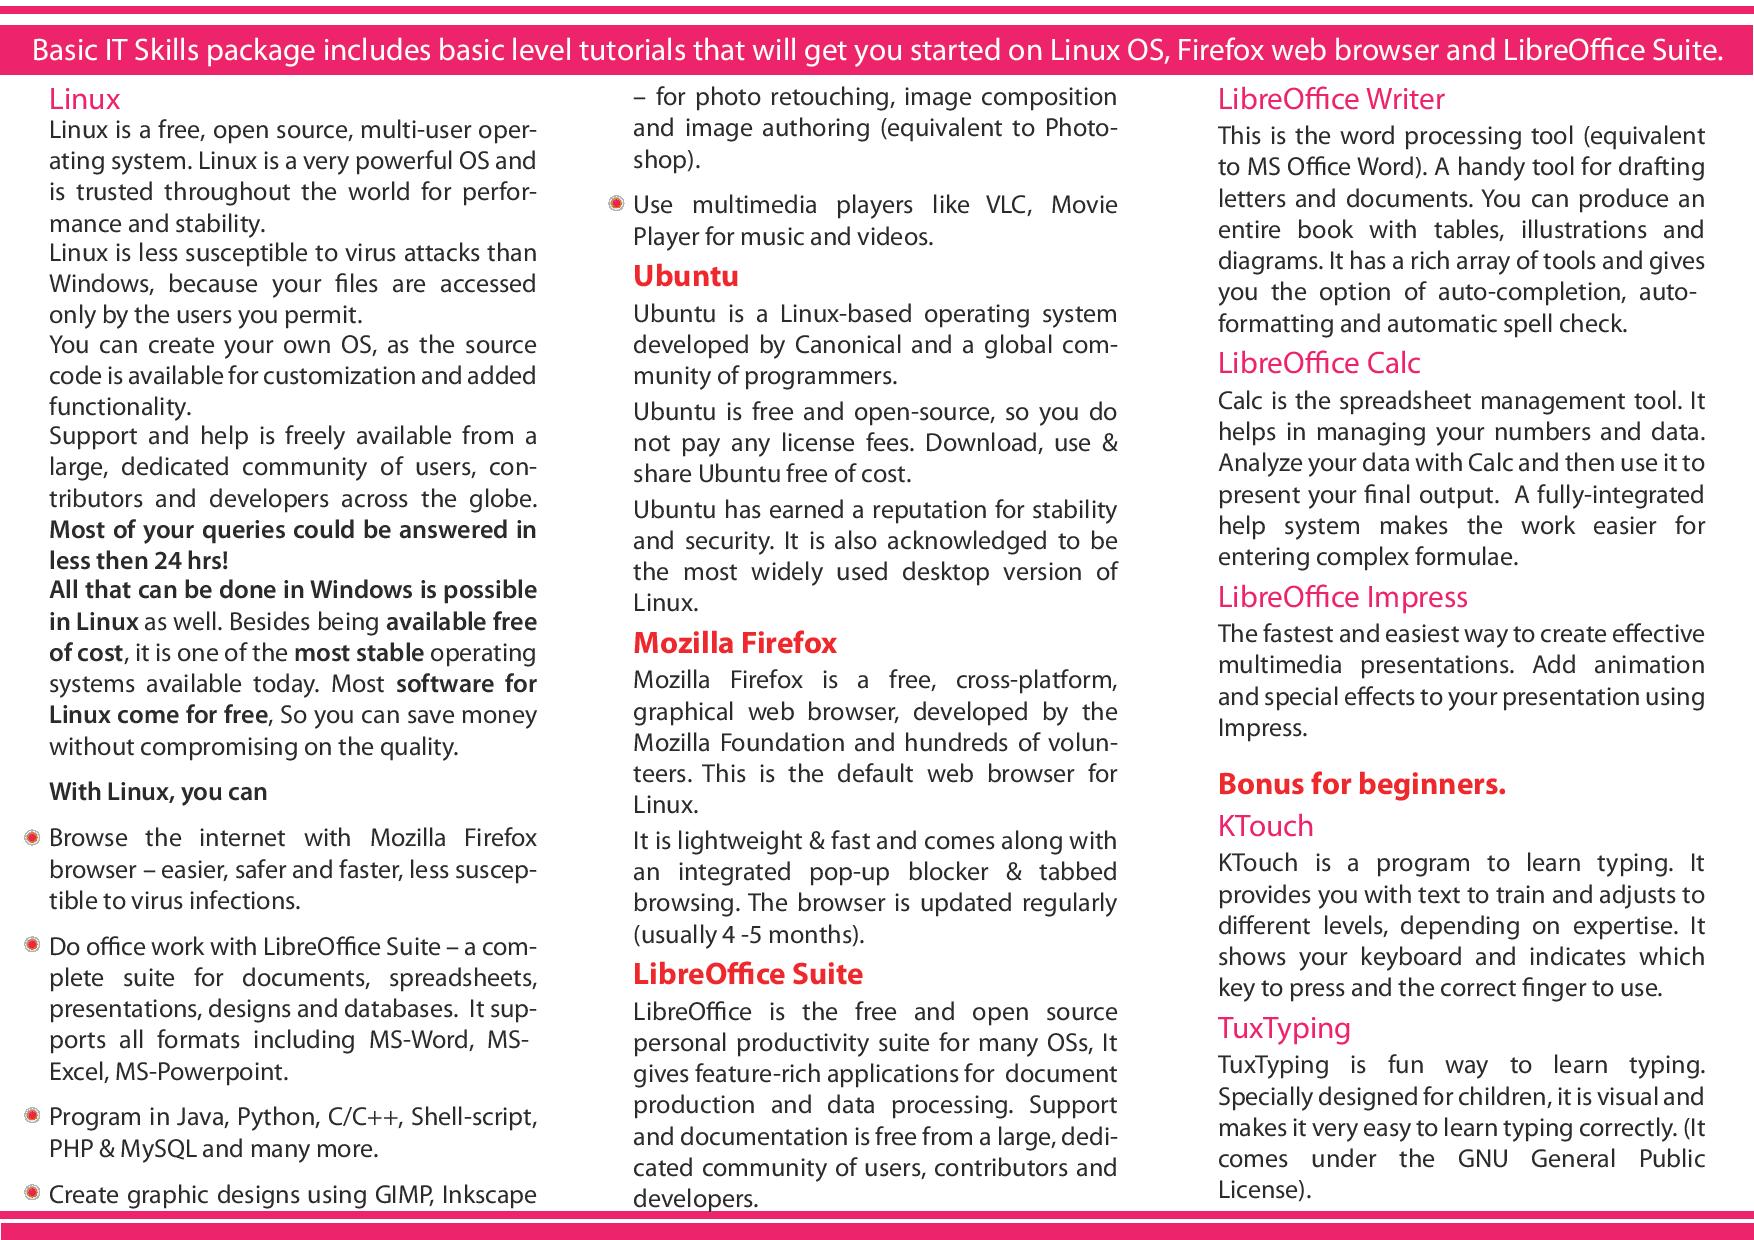 Basic IT Skills package includes basic level tutorials that will get you started on Linux OS, Firefox web browser and LibreOffice Suite.
Linux
Linux is a free, open source, multi-user oper-
ating system. Linux is a very powerful OS and
is trusted throughout the world for perfor-
mance and stability.
Linux is less susceptible to virus attacks than
Windows, because your files are accessed
only by the users you permit.
You can create your own OS, as the source
code is available for customization and added
functionality.
Support and help is freely available from a
large, dedicated community of users, con-
tributors and developers across the globe.
Most of your queries could be answered in
less then 24 hrs!
All that can be done in Windows is possible
in Linux as well. Besides being available free
of cost, it is one of the most stable operating
systems available today. Most software for
Linux come for free, So you can save money
without compromising on the quality.
With Linux, you can
Browse the internet with Mozilla Firefox
browser – easier, safer and faster, less suscep-
tible to virus infections.
Do office work with LibreOffice Suite – a com-
plete suite for documents, spreadsheets,
presentations, designs and databases. It sup-
ports all formats including MS-Word, MS-
Excel, MS-Powerpoint.
Program in Java, Python, C/C++, Shell-script,
PHP & MySQL and many more.
Create graphic designs using GIMP, Inkscape
– for photo retouching, image composition
and image authoring (equivalent to Photo-
shop).
Use multimedia players like VLC, Movie
Player for music and videos.
Ubuntu
Ubuntu is a Linux-based operating system
developed by Canonical and a global com-
munity of programmers.
Ubuntu is free and open-source, so you do
not pay any license fees. Download, use &
share Ubuntu free of cost.
Ubuntu has earned a reputation for stability
and security. It is also acknowledged to be
the most widely used desktop version of
Linux.
Mozilla Firefox
Mozilla Firefox is a free, cross-platform,
graphical web browser, developed by the
Mozilla Foundation and hundreds of volun-
teers. This is the default web browser for
Linux.
It is lightweight & fast and comes along with
an integrated pop-up blocker & tabbed
browsing. The browser is updated regularly
(usually 4 -5 months).
LibreOffice Suite
LibreOffice is the free and open source
personal productivity suite for many OSs, It
gives feature-rich applications for document
production and data processing. Support
and documentation is free from a large, dedi-
cated community of users, contributors and
developers.
LibreOffice Writer
This is the word processing tool (equivalent
to MS Office Word). A handy tool for drafting
letters and documents. You can produce an
entire book with tables, illustrations and
diagrams. It has a rich array of tools and gives
you the option of auto-completion, auto-
formatting and automatic spell check.
LibreOffice Calc
Calc is the spreadsheet management tool. It
helps in managing your numbers and data.
Analyze your data with Calc and then use it to
present your final output. A fully-integrated
help system makes the work easier for
entering complex formulae.
LibreOffice Impress
The fastest and easiest way to create effective
multimedia presentations. Add animation
and special effects to your presentation using
Impress.
Bonus for beginners.
KTouch
KTouch is a program to learn typing. It
provides you with text to train and adjusts to
different levels, depending on expertise. It
shows your keyboard and indicates which
key to press and the correct finger to use.
TuxTyping
TuxTyping is fun way to learn typing.
Specially designed for children, it is visual and
makes it very easy to learn typing correctly. (It
comes under the GNU General Public
License).